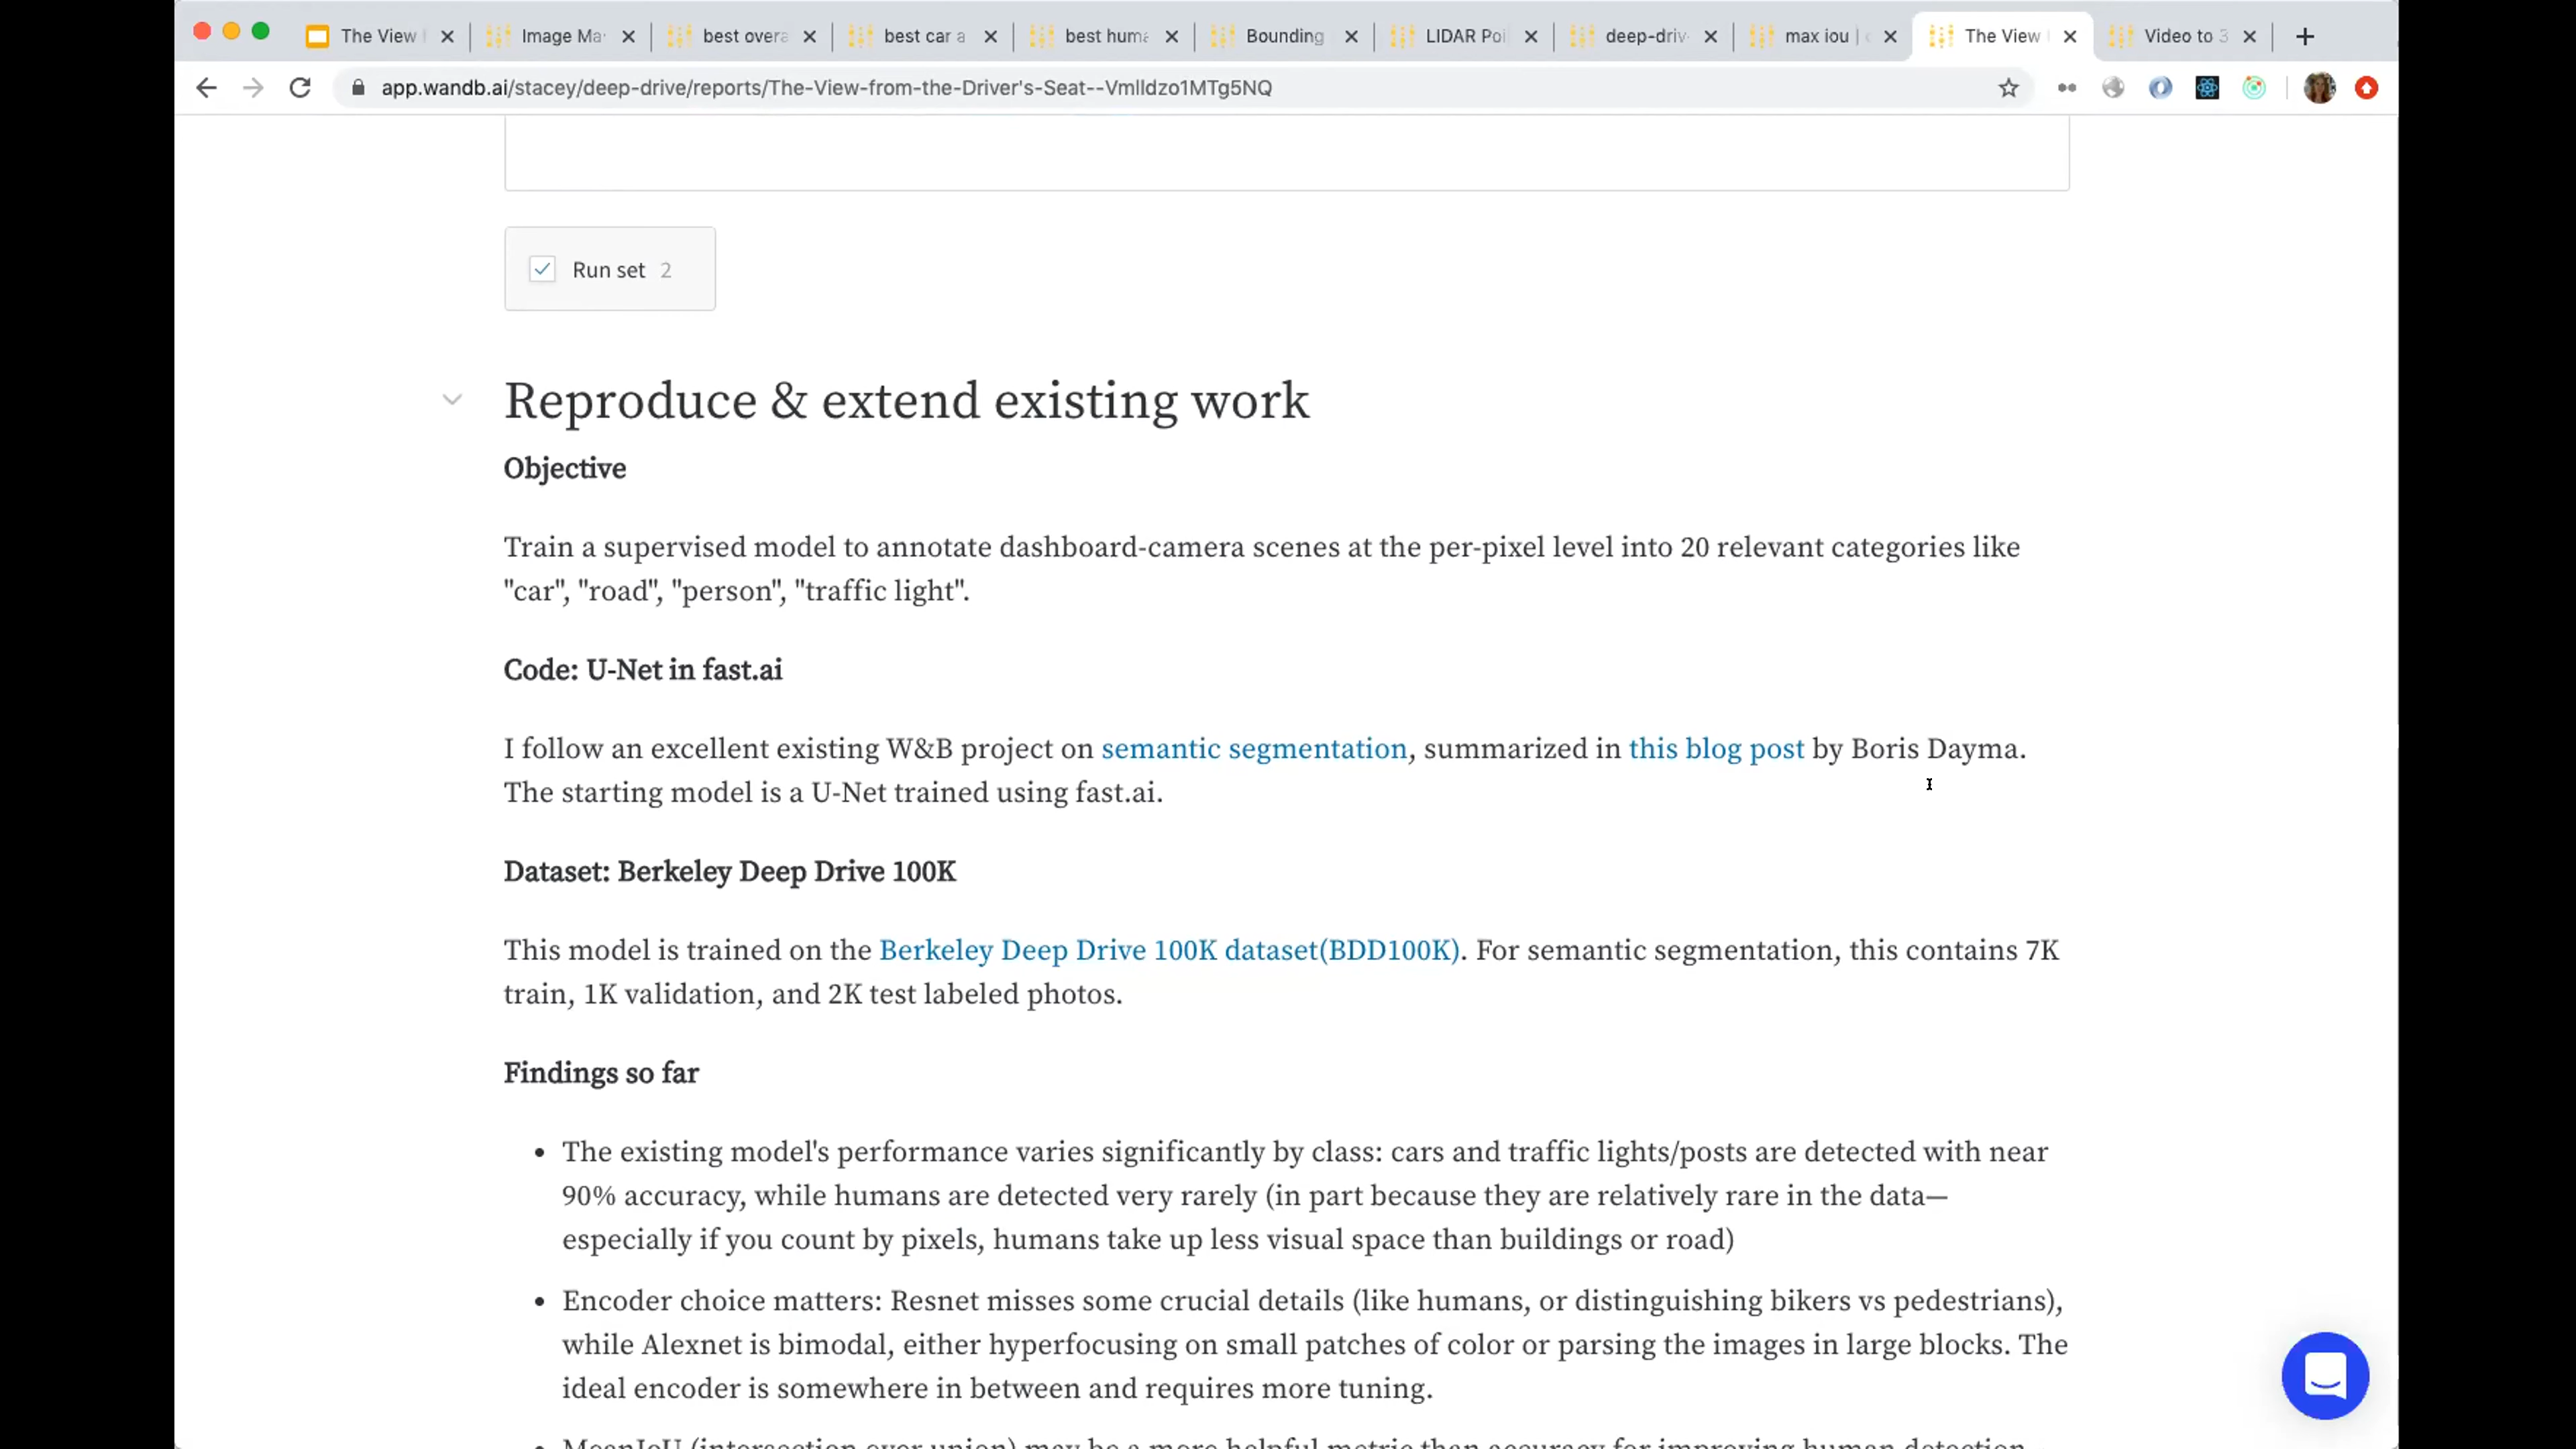 The View
Image Ma
best overa
best car a
best huma
Bounding
LIDAR Poi
deep-driv
max iou |
The View
Video to 3
app.wandb.ai/stacey/deep-drive/reports/The-View-from-the-Driver's-Seat--Vmlldzo1MTg5NQ
Run set 2
Reproduce & extend existing work
Objective
Train a supervised model to annotate dashboard-camera scenes at the per-pixel level into 20 relevant categories like
"car", "road", "person", "traffic light".
Code: U-Net in fast.ai
I follow an excellent existing W&B project on semantic segmentation, summarized in this blog post by Boris Dayma.
The starting model is a U-Net trained using fast.ai.
Dataset: Berkeley Deep Drive 100K
This model is trained on the Berkeley Deep Drive 100K dataset(BDD100K). For semantic segmentation, this contains 7K
train, 1K validation, and 2K test labeled photos.
Findings so far
• The existing model's performance varies significantly by class: cars and traffic lights/posts are detected with near
90% accuracy, while humans are detected very rarely (in part because they are relatively rare in the data—
especially if you count by pixels, humans take up less visual space than buildings or road)
• Encoder choice matters: Resnet misses some crucial details (like humans, or distinguishing bikers vs pedestrians),
while Alexnet is bimodal, either hyperfocusing on small patches of color or parsing the images in large blocks. The
ideal encoder is somewhere in between and requires more tuning.
• MeanIoU (intersection over union) may be a more helpful metric than accuracy for improving human detection